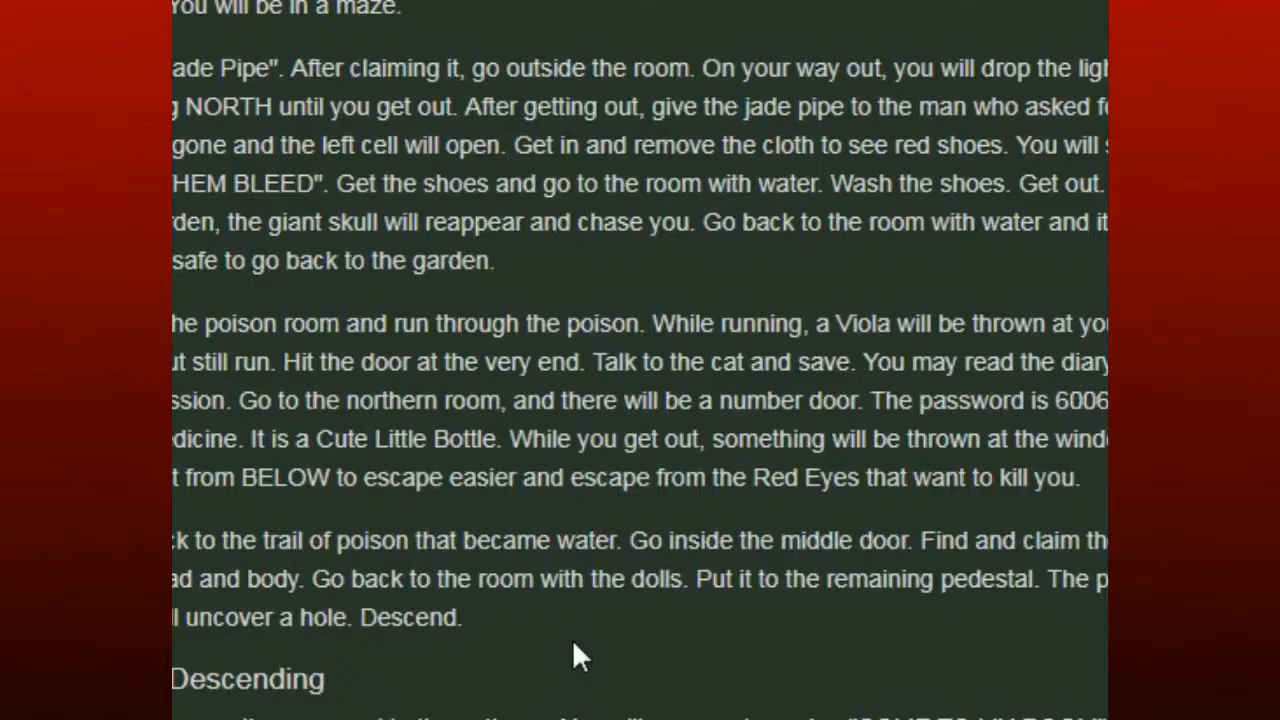 You will be in a maze.
ade Pipe". After claiming it, go outside the room. On your way out, you will drop the ligh
g NORTH until you get out. After getting out, give the jade pipe to the man who asked f
gone and the left cell will open. Get in and remove the cloth to see red shoes. You will s
HEM BLEED". Get the shoes and go to the room with water. Wash the shoes. Get out.
rden, the giant skull will reappear and chase you. Go back to the room with water and it
safe to go back to the garden.
he poison room and run through the poison. While running, a Viola will be thrown at you
ut still run. Hit the door at the very end. Talk to the cat and save. You may read the diary
ssion. Go to the northern room, and there will be a number door. The password is 6006
edicine. It is a Cute Little Bottle. While you get out, something will be thrown at the wind
t from BELOW to escape easier and escape from the Red Eyes that want to kill you.
ck to the trail of poison that became water. Go inside the middle door. Find and claim th
ad and body. Go back to the room with the dolls. Put it to the remaining pedestal. The p
ll uncover a hole. Descend.
Descending